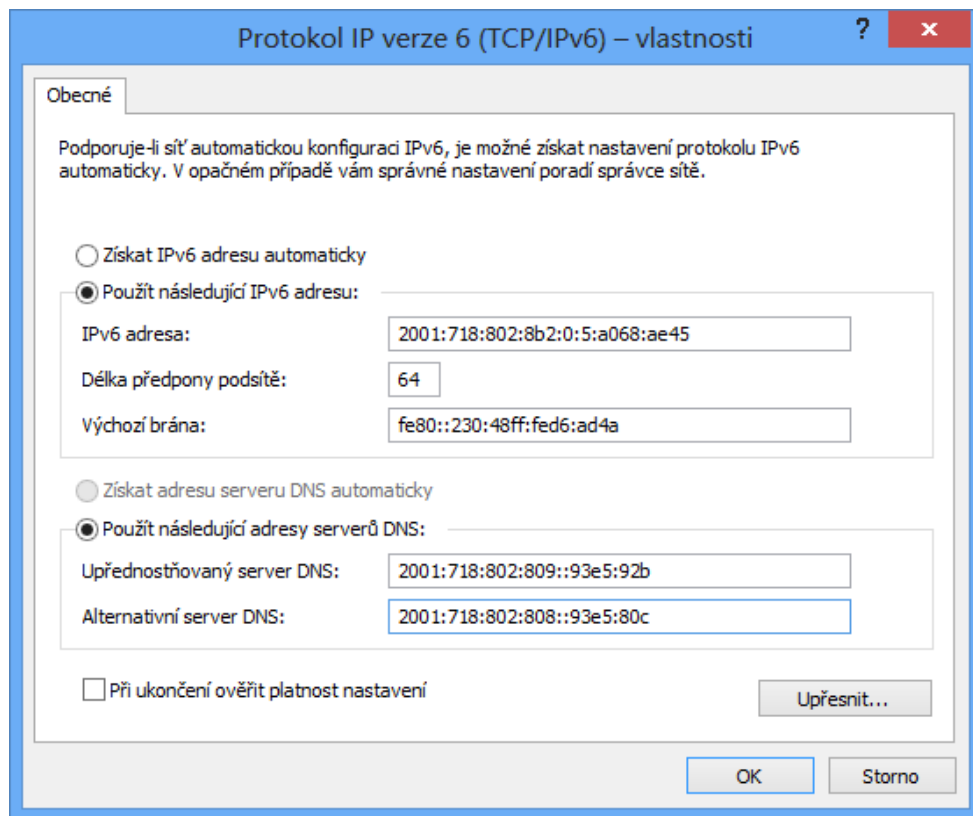 Protokol IP verze 6 (TCP/IPv6) – vlastnosti ? x
Obecné
Podporuje-li síť automatickou konfiguraci IPv6, je možné získat nastavení protokolu IPv6
automaticky. V opačném případě vám správné nastavení poradí správce sítě.
Získat IPv6 adresu automaticky
Použít následující IPv6 adresu:
IPv6 adresa: 2001:718:802:8b2:0:5:a068:ae45
Délka předpony podsítě: 64
Výchozí brána: fe80::230:48ff:fed6:ad4a
Získat adresu serveru DNS automaticky
Použít následující adresy serverů DNS:
Upřednostňovaný server DNS: 2001:718:802:809::93e5:92b
Alternativní server DNS: 2001:718:802:808::93e5:80c
Při ukončení ověřit platnost nastavení
Upřesnit...
OK Storno